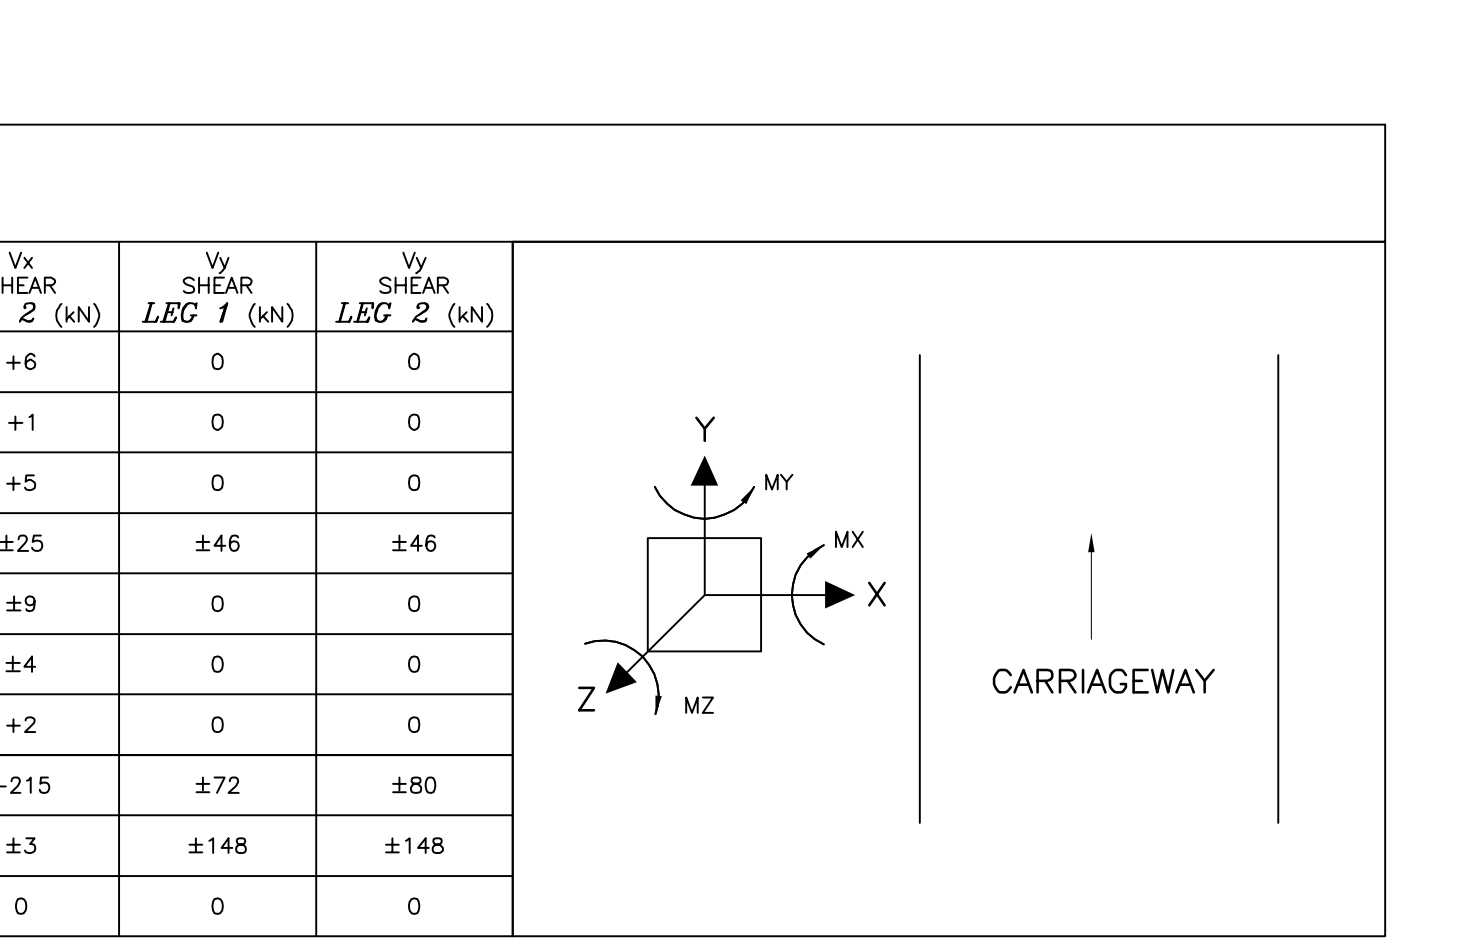 Vx
HEAR
2 (kN)
Vy
SHEAR
LEG 1 (kN)
Vy
SHEAR
LEG 2 (kN)
+6 0 0
+1 0 0
+5 0 0
±25 ±46 ±46
±9 0 0
±4 0 0
+2 0 0
-215 ±72 ±80
±3 ±148 ±148
0 0 0
Y
MY
MX
X
Z
MZ
CARRIAGEWAY